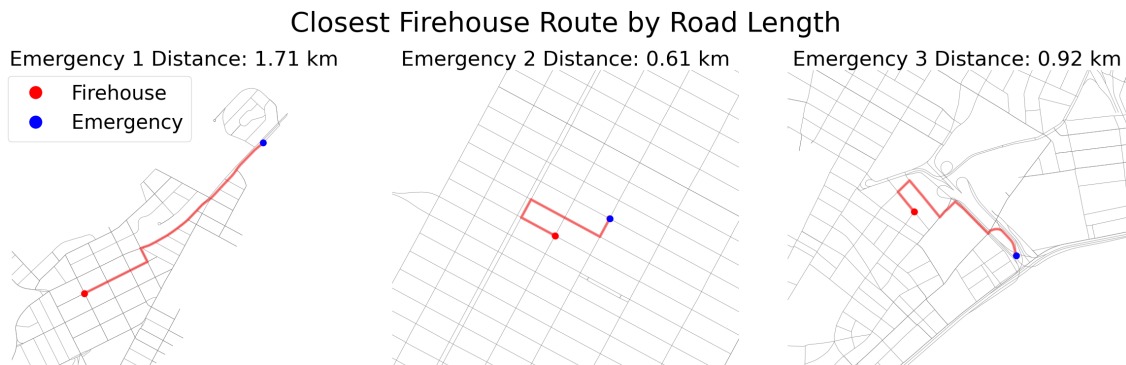 Closest Firehouse Route by Road Length
Emergency 1 Distance: 1.71 km
Firehouse
Emergency
Emergency 2 Distance: 0.61 km
Emergency 3 Distance: 0.92 km